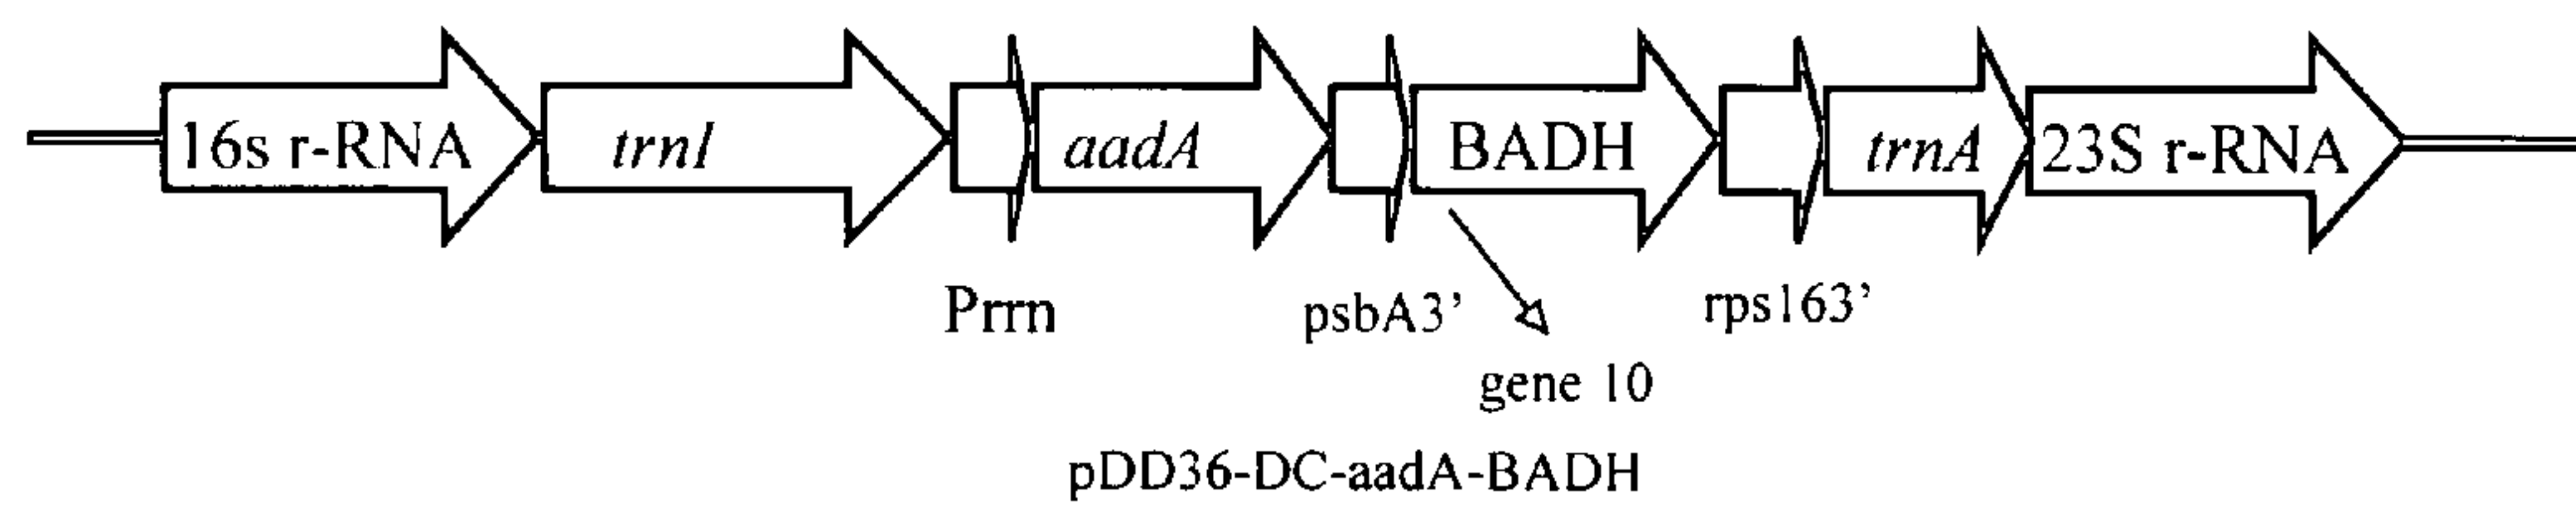 16s r-RNA trnI aadA BADH trnA 23S r-RNA
Prrn psbA3’ rps163’
gene 10
pDD36-DC-aadA-BADH